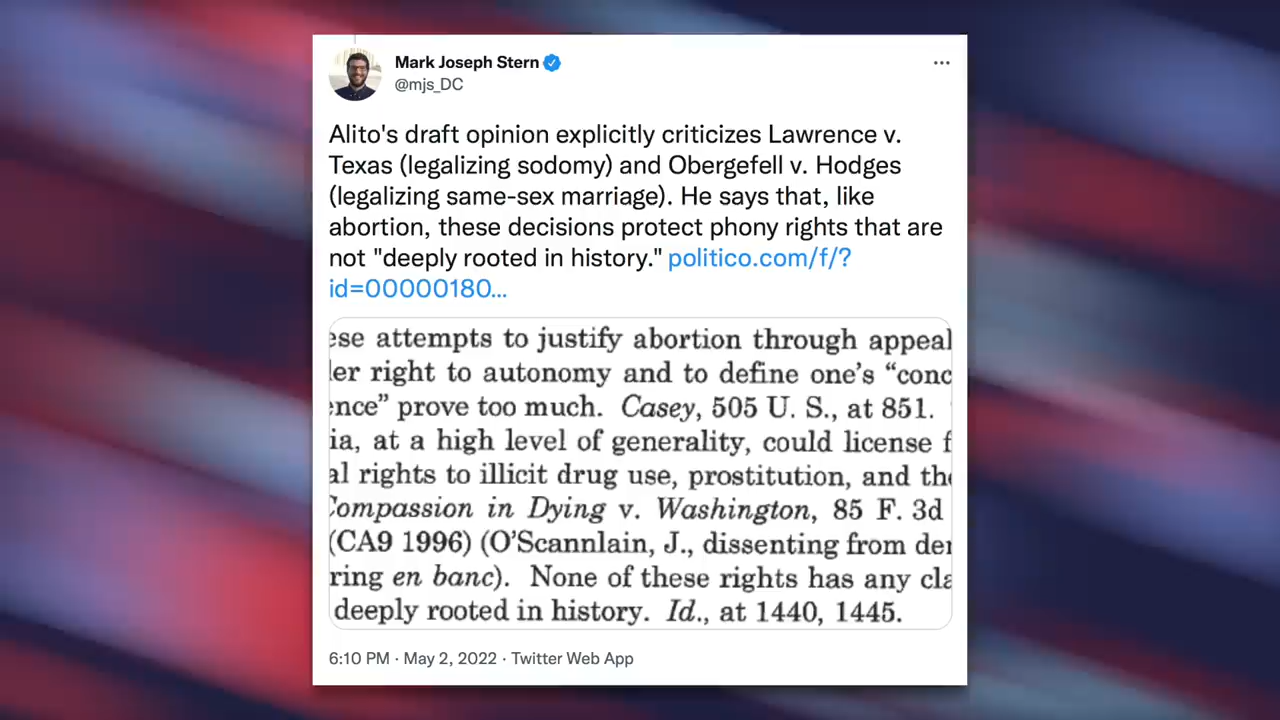 Mark Joseph Stern
@mjs_DC
Alito's draft opinion explicitly criticizes Lawrence v.
Texas (legalizing sodomy) and Obergefell v. Hodges
(legalizing same-sex marriage). He says that, like
abortion, these decisions protect phony rights that are
not "deeply rooted in history." politico.com/f/?
id=00000180...
ese attempts to justify abortion through appeal
er right to autonomy and to define one's “conc
ence” prove too much. Casey, 505 U. S., at 851.
ia, at a high level of generality, could license f
al rights to illicit drug use, prostitution, and the
Compassion in Dying v. Washington, 85 F. 3d
(CA9 1996) (O'Scannlain, J., dissenting from der
ring en banc). None of these rights has any cla
deeply rooted in history. Id., at 1440, 1445.
6:10 PM · May 2, 2022 · Twitter Web App